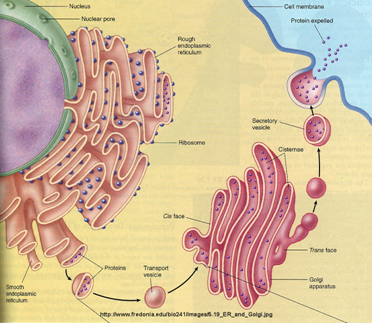 Nucleus
Nuclear pore
Rough
endoplasmic
reticulum
Ribosome
Cell membrane
Protein expelled
Secretory
vesicle
Cisternae
Cis face
Trans face
Golgi
apparatus
Proteins
Transport
vesicle
Smooth
endoplasmic
reticulum
http://www.fredonia.edu/bio241/images/5.19_ER_and_Golgi.jpg